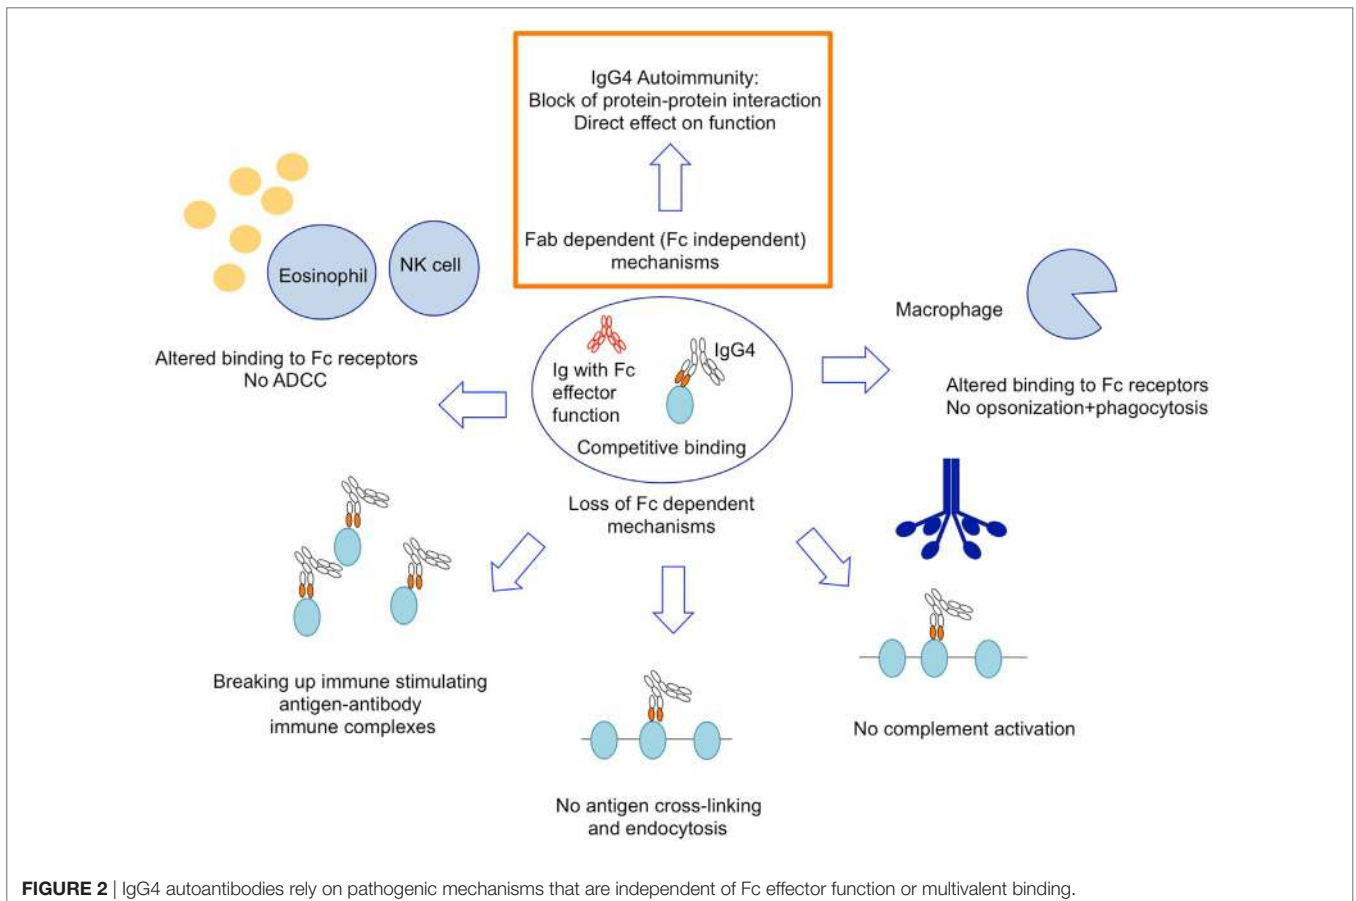 IgG4 Autoimmunity:
Block of protein-protein interaction
Direct effect on function
Fab dependent (Fc independent)
mechanisms
Eosinophil
NK cell
Altered binding to Fc receptors
No ADCC
Ig with Fc
effector
function
IgG4
Competitive binding
Loss of Fc dependent
mechanisms
Macrophage
Altered binding to Fc receptors
No opsonization+phagocytosis
Breaking up immune stimulating
antigen-antibody
immune complexes
No antigen cross-linking
and endocytosis
No complement activation
FIGURE 2 | IgG4 autoantibodies rely on pathogenic mechanisms that are independent of Fc effector function or multivalent binding.